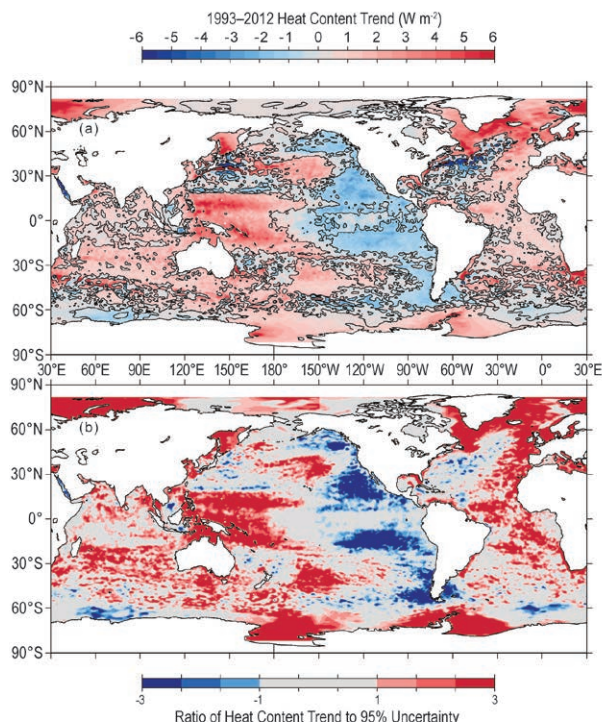 1993–2012 Heat Content Trend (W m-2)
-6 -5 -4 -3 -2 -1 0 1 2 3 4 5 6
90°N
(a)
60°N
30°N
0°
30°S
60°S
90°S
30°E 60°E 90°E 120°E 150°E 180° 150°W 120°W 90°W 60°W 30°W 0° 30°E
90°N
(b)
60°N
30°N
0°
30°S
60°S
90°S
-3 -1 1 3
Ratio of Heat Content Trend to 95% Uncertainty